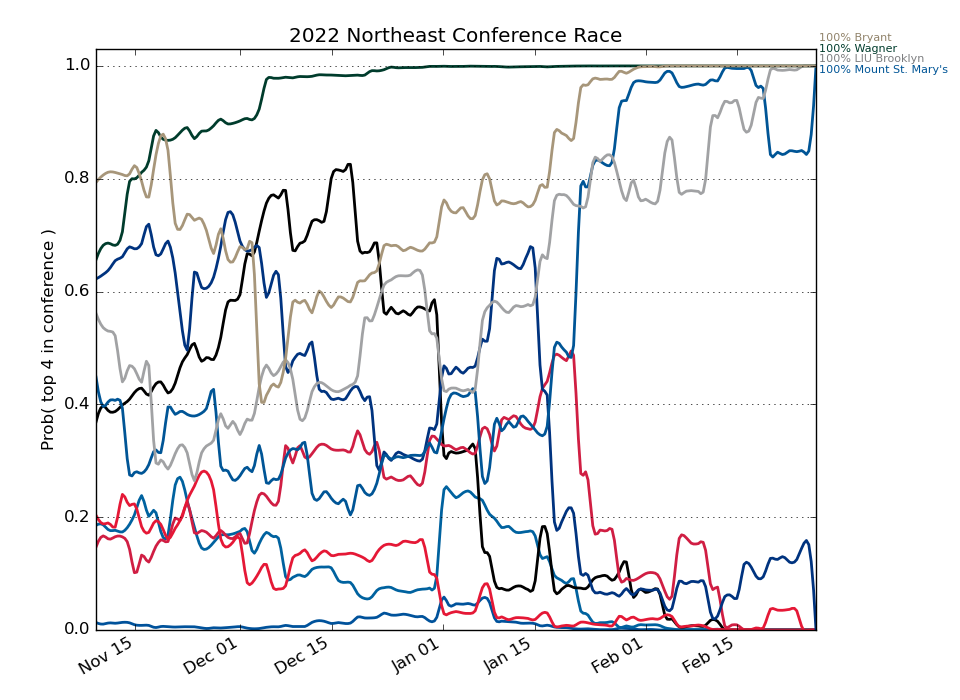 2022 Northeast Conference Race
100% Bryant
100% Wagner
100% LIU Brooklyn
100% Mount St. Mary's
Prob( top 4 in conference )
1.0
0.8
0.6
0.4
0.2
0.0
Nov 15
Dec 01
Dec 15
Jan 01
Jan 15
Feb 01
Feb 15